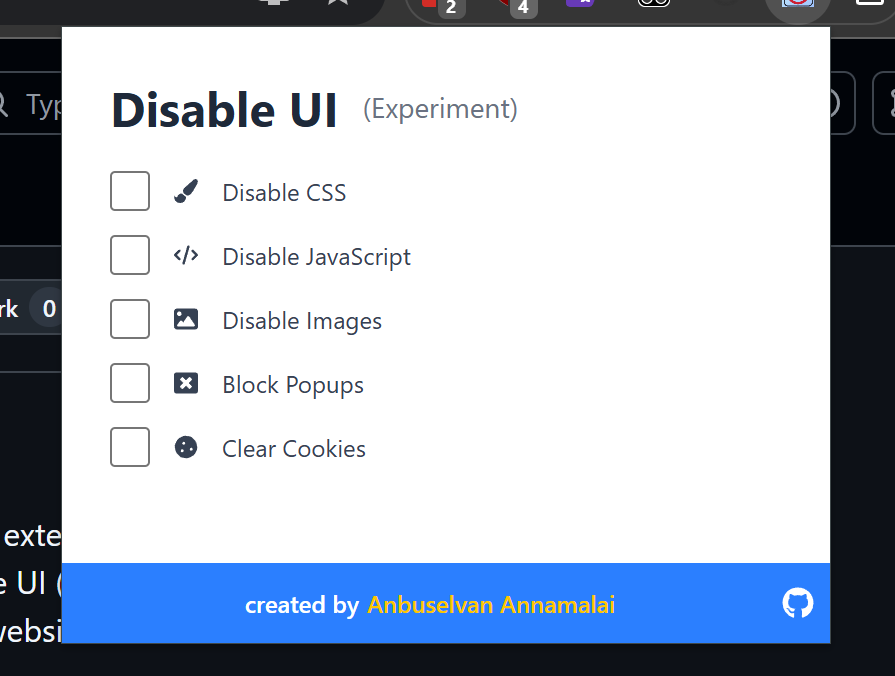 2 4
Typ
Disable UI (Experiment)
Disable CSS
Disable JavaScript
rk 0
Disable Images
Block Popups
Clear Cookies
exte
e UI (
websi
created by Anbuselvan Annamalai